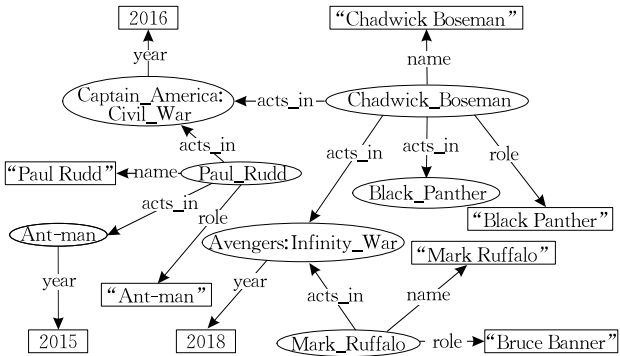 2016
"Chadwick Boseman"
year
name
Captain_America:
Civil_War
acts_in
Chadwick_Boseman
acts_in
acts_in
acts_in
role
"Paul Rudd"
name
Paul_Rudd
Black_Panther
acts_in
role
"Black Panther"
Ant-man
Avengers:Infinity_War
"Mark Ruffalo"
year
year
"Ant-man"
acts_in
name
2015
2018
Mark_Ruffalo
role
"Bruce Banner"